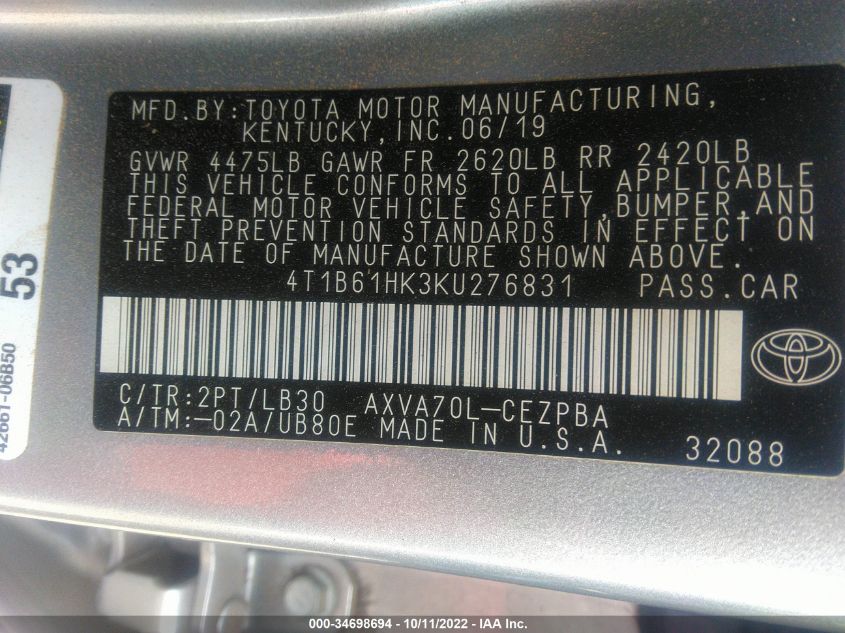 MFD.BY:TOYOTA MOTOR MANUFACTURING,
KENTUCKY,INC.06/19
GVWR 4475LB GAWR FR 2620LB RR 2420LB
THIS VEHICLE CONFORMS TO ALL APPLICABLE
FEDERAL MOTOR VEHICLE SAFETY,BUMPER,AND
THEFT PREVENTION STANDARDS IN EFFECT ON
THE DATE OF MANUFACTURE SHOWN ABOVE.
4T1B61HK3KU276831 PASS.CAR
C/TR:2PT/LB30 AXVA70L-CEZPBA
A/TM:-02A/UB80E MADE IN U.S.A. 32088
53
42661-06B50
000-34698694 - 10/11/2022 - IAA Inc.